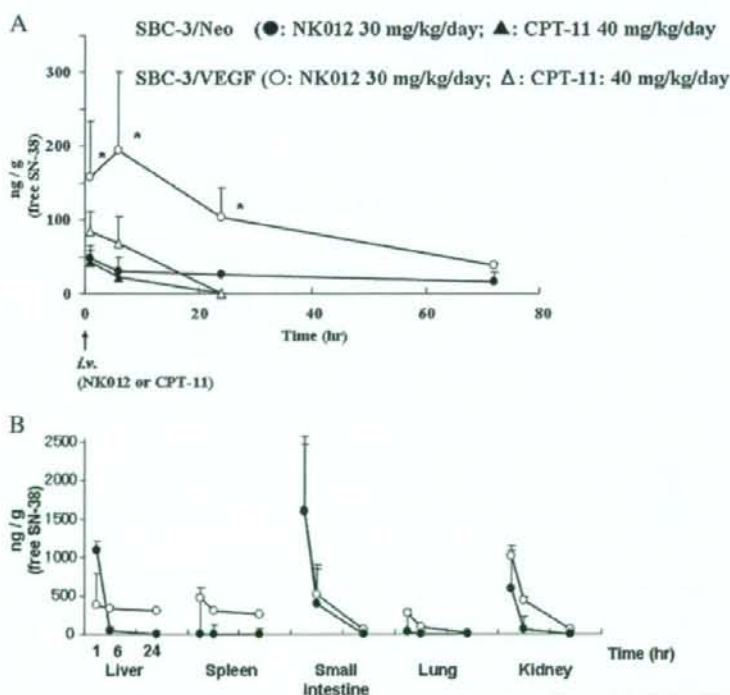 A
SBC-3/Neo (●: NK012 30 mg/kg/day; ▲: CPT-11 40 mg/kg/day
SBC-3/VEGF (○: NK012 30 mg/kg/day; △: CPT-11: 40 mg/kg/day)
300
200
100
0
ng / g
(free SN-38)
*
*
*
0 20 40 60 80
Time (hr)
↑
i.v.
(NK012 or CPT-11)
B
2500
2000
1500
1000
500
0
ng / g
(free SN-38)
1 6 24
Time (hr)
Liver Spleen Small Lung Kidney
intestine